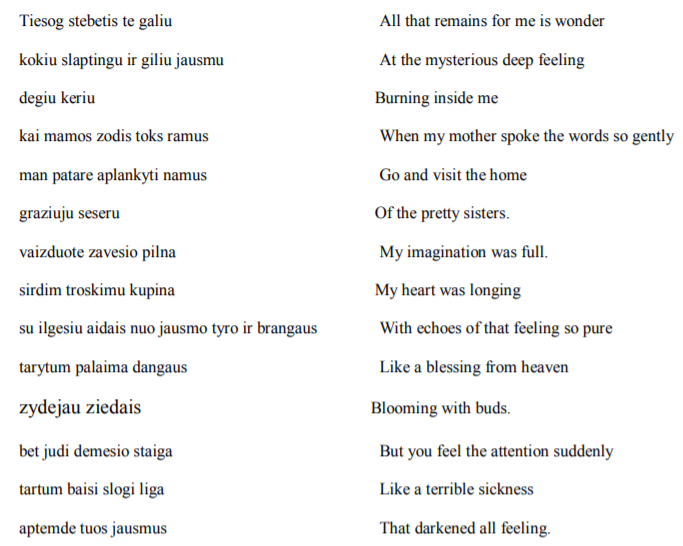 Tiesog stebetis te galiu All that remains for me is wonder
kokiu slaptingu ir giliu jausmu At the mysterious deep feeling
degiu keriu Burning inside me
kai mamos zodis toks ramus When my mother spoke the words so gently
man patare aplankyti namus Go and visit the home
graziuju seseru Of the pretty sisters.
vaizduote zavesio pilna My imagination was full.
sirdim troskimu kupina My heart was longing
su ilgesiu aidais nuo jausmo tyro ir brangaus With echoes of that feeling so pure
tarytum palaima dangaus Like a blessing from heaven
zydejau ziedais Blooming with buds.
bet judi demesio staiga But you feel the attention suddenly
tartum baisi slogi liga Like a terrible sickness
aptemde tuos jausmus That darkened all feeling.